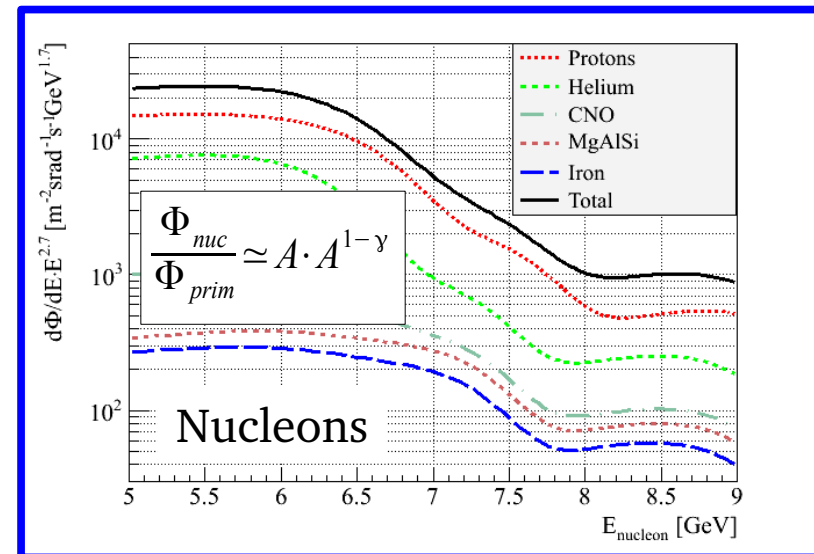 dΦ/dE·E^2.7 [m^-2srad^-1s^-1GeV^1.7]
10^4
10^3
10^2
Protons
Helium
CNO
MgAlSi
Iron
Total
Φ_nuc / Φ_prim ≃ A·A^1−γ
Nucleons
5 5.5 6 6.5 7 7.5 8 8.5 9
E_nucleon [GeV]